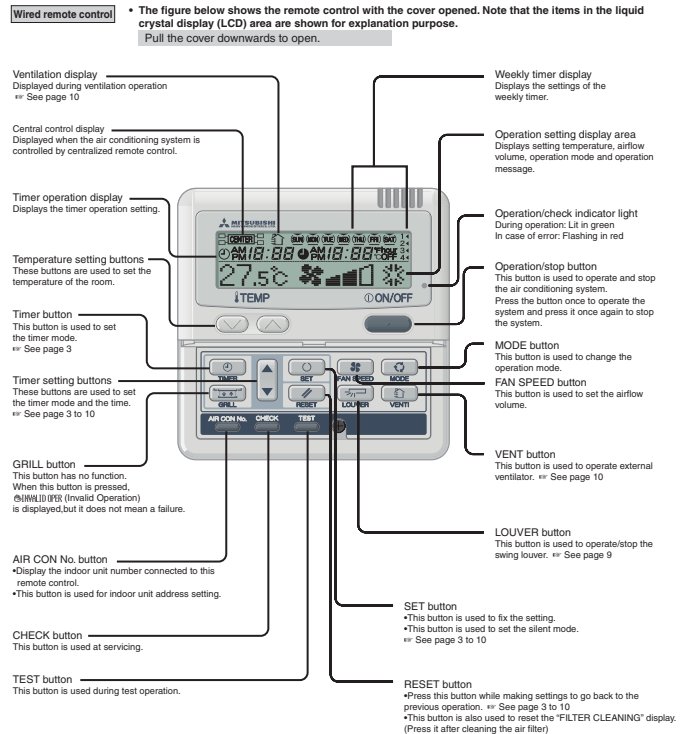 Wired remote control
• The figure below shows the remote control with the cover opened. Note that the items in the liquid
crystal display (LCD) area are shown for explanation purpose.
Pull the cover downwards to open.
Ventilation display
Displayed during ventilation operation
☞ See page 10
Central control display
Displayed when the air conditioning system is
controlled by centralized remote control.
Timer operation display
Displays the timer operation setting.
Temperature setting buttons
These buttons are used to set the
temperature of the room.
Timer button
This button is used to set
the timer mode.
☞ See page 3
Timer setting buttons
These buttons are used to set
the timer mode and the time.
☞ See page 3 to 10
GRILL button
This button has no function.
When this button is pressed,
INVALID OPER (Invalid Operation)
is displayed,but it does not mean a failure.
AIR CON No. button
•Display the indoor unit number connected to this
remote control.
•This button is used for indoor unit address setting.
CHECK button
This button is used at servicing.
TEST button
This button is used during test operation.
MITSUBISHI
CENTER SUN MON TUE WED THU FRI SAT 1
2
AM 18:88 AM 18:88 °Fhour 3
PM PM °COFF 4
27.5℃
TEMP ON/OFF
TIMER SET FAN SPEED MODE
GRILL RESET LOUVER VENTI
AIR CON No. CHECK TEST
Weekly timer display
Displays the settings of the
weekly timer.
Operation setting display area
Displays setting temperature, airflow
volume, operation mode and operation
message.
Operation/check indicator light
During operation: Lit in green
In case of error: Flashing in red
Operation/stop button
This button is used to operate and stop
the air conditioning system.
Press the button once to operate the
system and press it once again to stop
the system.
MODE button
This button is used to change the
operation mode.
FAN SPEED button
This button is used to set the airflow
volume.
VENT button
This button is used to operate external
ventilator. ☞ See page 10
LOUVER button
This button is used to operate/stop the
swing louver. ☞ See page 9
SET button
•This button is used to fix the setting.
•This button is used to set the silent mode.
☞ See page 3 to 10
RESET button
•Press this button while making settings to go back to the
previous operation. ☞ See page 3 to 10
•This button is also used to reset the “FILTER CLEANING” display.
(Press it after cleaning the air filter)